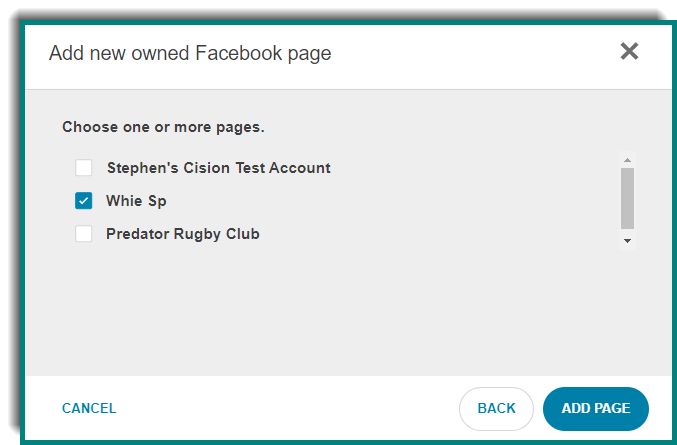 Add new owned Facebook page
Choose one or more pages.
Stephen's Cision Test Account
Whie Sp
Predator Rugby Club
CANCEL
BACK
ADD PAGE